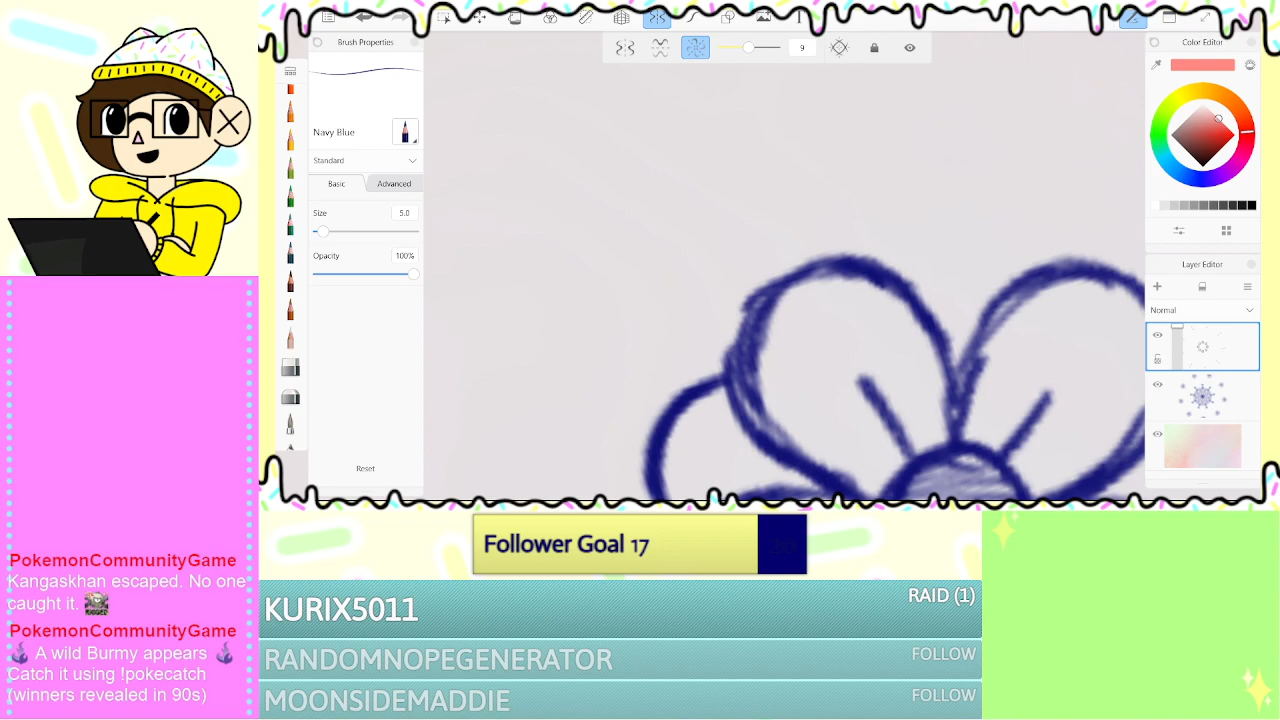 Brush Properties
Navy Blue
Standard
Basic
Advanced
Size
5.0
Opacity
100%
Reset
9
T
Color Editor
Layer Editor
Normal
PokemonCommunityGame
Kangaskhan escaped. No one
caught it.
PokemonCommunityGame
A wild Burmy appears
Catch it using !pokecatch
(winners revealed in 90s)
Follower Goal 17
KURIX5011
RAID (1)
RANDOMNOPEGENERATOR
FOLLOW
MOONSIDEMADDIE
FOLLOW